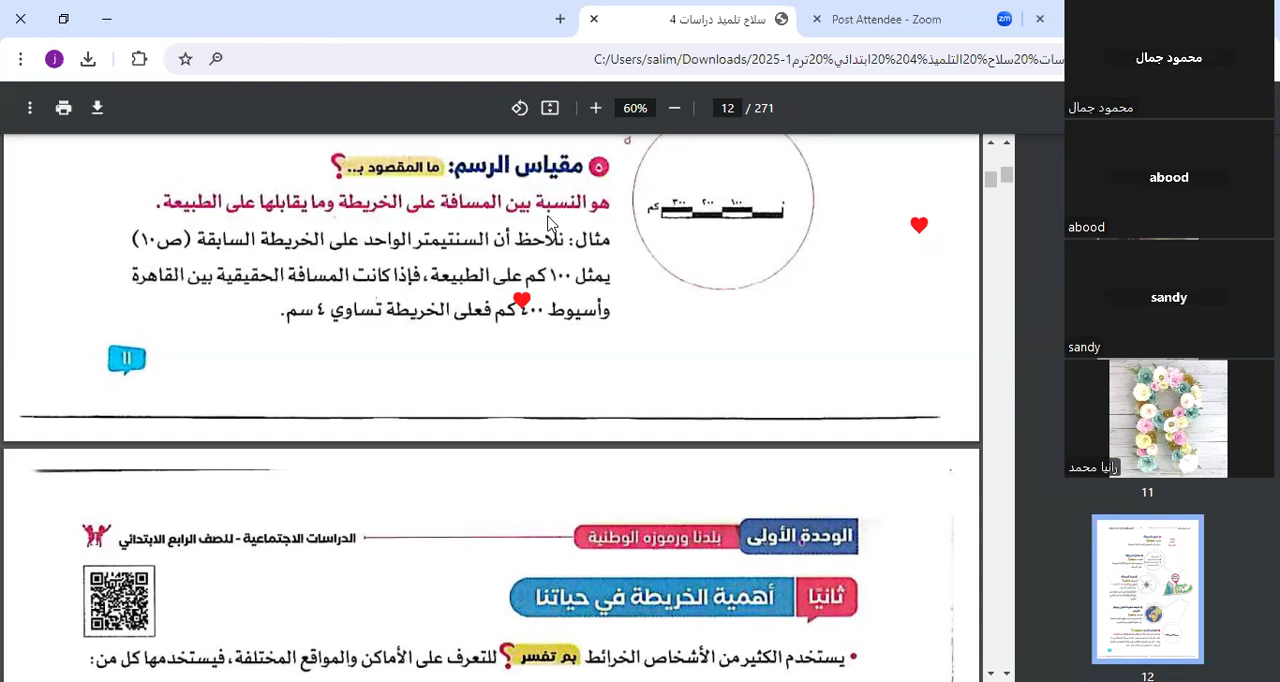 سلاح تلميذ دراسات 4
Post Attendee - Zoom
zm
j
C:/Users/salim/Downloads/2025-1سات%20سلاح%20التلميذ%204%20ابتدائي%20ترم
60%
12 / 271
٥ مقياس الرسم: ما المقصود بـ...؟
هو النسبة بين المسافة على الخريطة وما يقابلها على الطبيعة.
مثال: نلاحظ أن السنتيمتر الواحد على الخريطة السابقة (ص١٠)
يمثل ١٠٠ كم على الطبيعة، فإذا كانت المسافة الحقيقية بين القاهرة
وأسيوط ٤٠٠ كم فعلى الخريطة تساوي ٤ سم.
١٠٠ ٢٠٠ ٣٠٠ كم
١١
الوحدة الأولى
بلدنا ورموزه الوطنية
الدراسات الاجتماعية - للصف الرابع الابتدائي
ثانيًا
أهمية الخريطة في حياتنا
• يستخدم الكثير من الأشخاص الخرائط بم تفسر؟ للتعرف على الأماكن والمواقع المختلفة، فيستخدمها كل من:
محمود جمال
محمود جمال
abood
abood
sandy
sandy
R
رانيا محمد
11
12